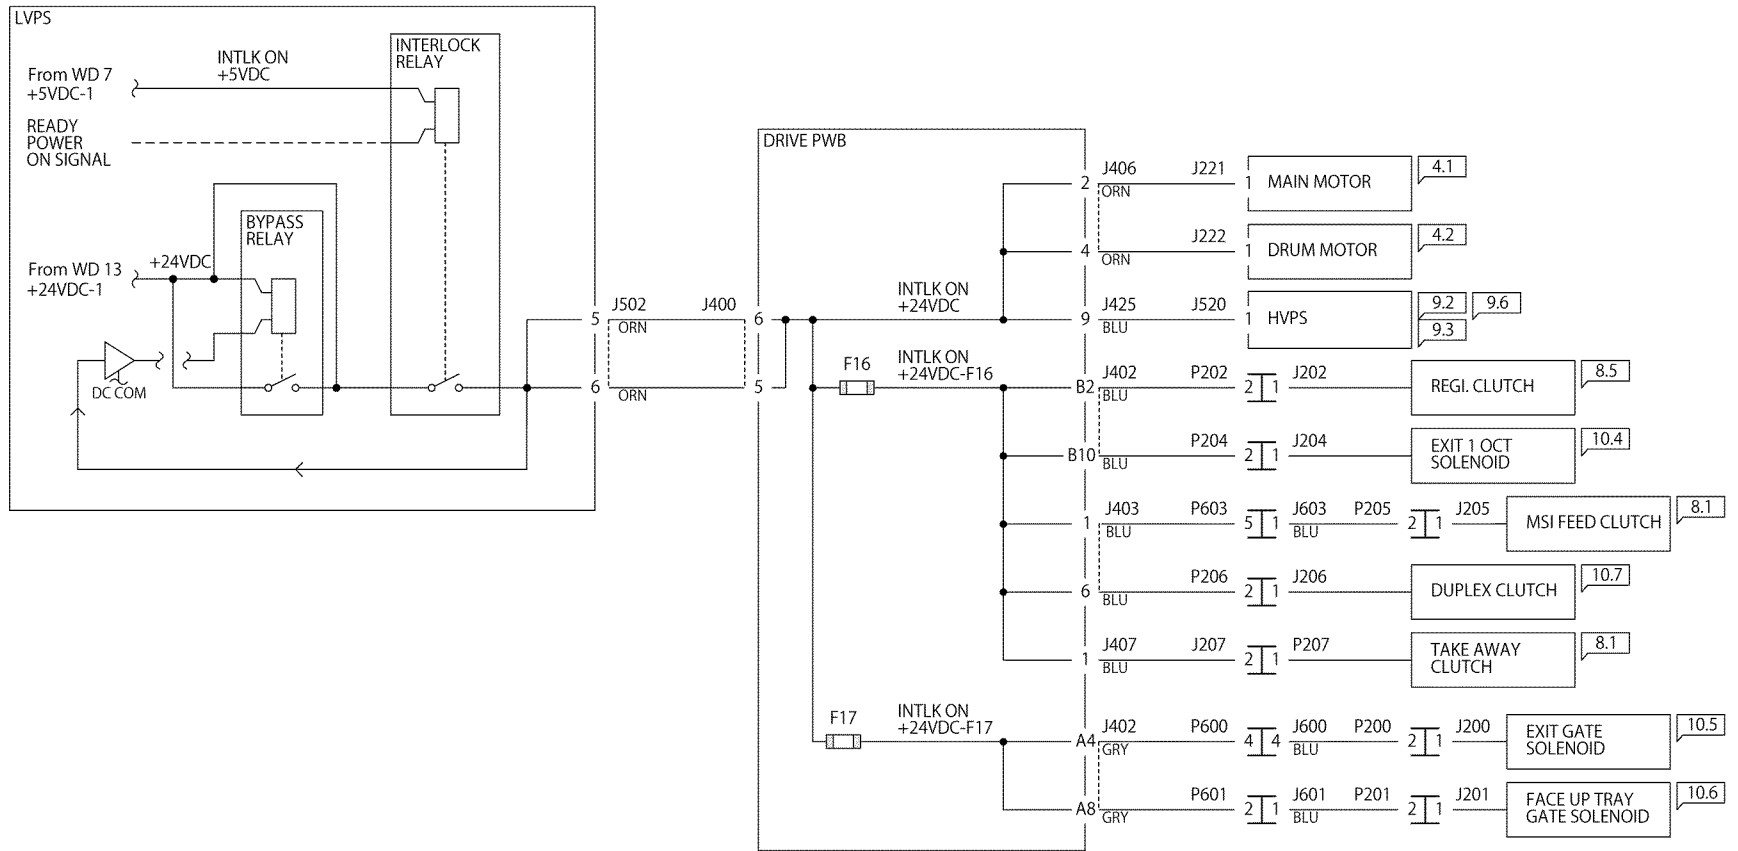 LVPS
INTERLOCK
RELAY
INTLK ON
+5VDC
From WD 7
+5VDC-1
READY
POWER
ON SIGNAL
BYPASS
RELAY
+24VDC
From WD 13
+24VDC-1
DC COM
5 J502 J400 6
ORN
6 5
ORN
DRIVE PWB
INTLK ON
+24VDC
2 J406 J221 1 MAIN MOTOR 4.1
ORN
4 J222 1 DRUM MOTOR 4.2
ORN
9 J425 J520 1 HVPS 9.2 9.6
BLU 9.3
F16
INTLK ON
+24VDC-F16
B2 J402 P202 2 1 J202 REGI. CLUTCH 8.5
BLU
B10 P204 2 1 J204 EXIT 1 OCT
SOLENOID 10.4
BLU
1 J403 P603 5 1 J603 P205 2 1 J205 MSI FEED CLUTCH 8.1
BLU BLU
6 P206 2 1 J206 DUPLEX CLUTCH 10.7
BLU
1 J407 J207 2 1 P207 TAKE AWAY
CLUTCH 8.1
BLU
F17
INTLK ON
+24VDC-F17
A4 J402 P600 4 4 J600 P200 2 1 J200 EXIT GATE
SOLENOID 10.5
GRY BLU
A8 P601 2 1 J601 P201 2 1 J201 FACE UP TRAY
GATE SOLENOID 10.6
GRY BLU